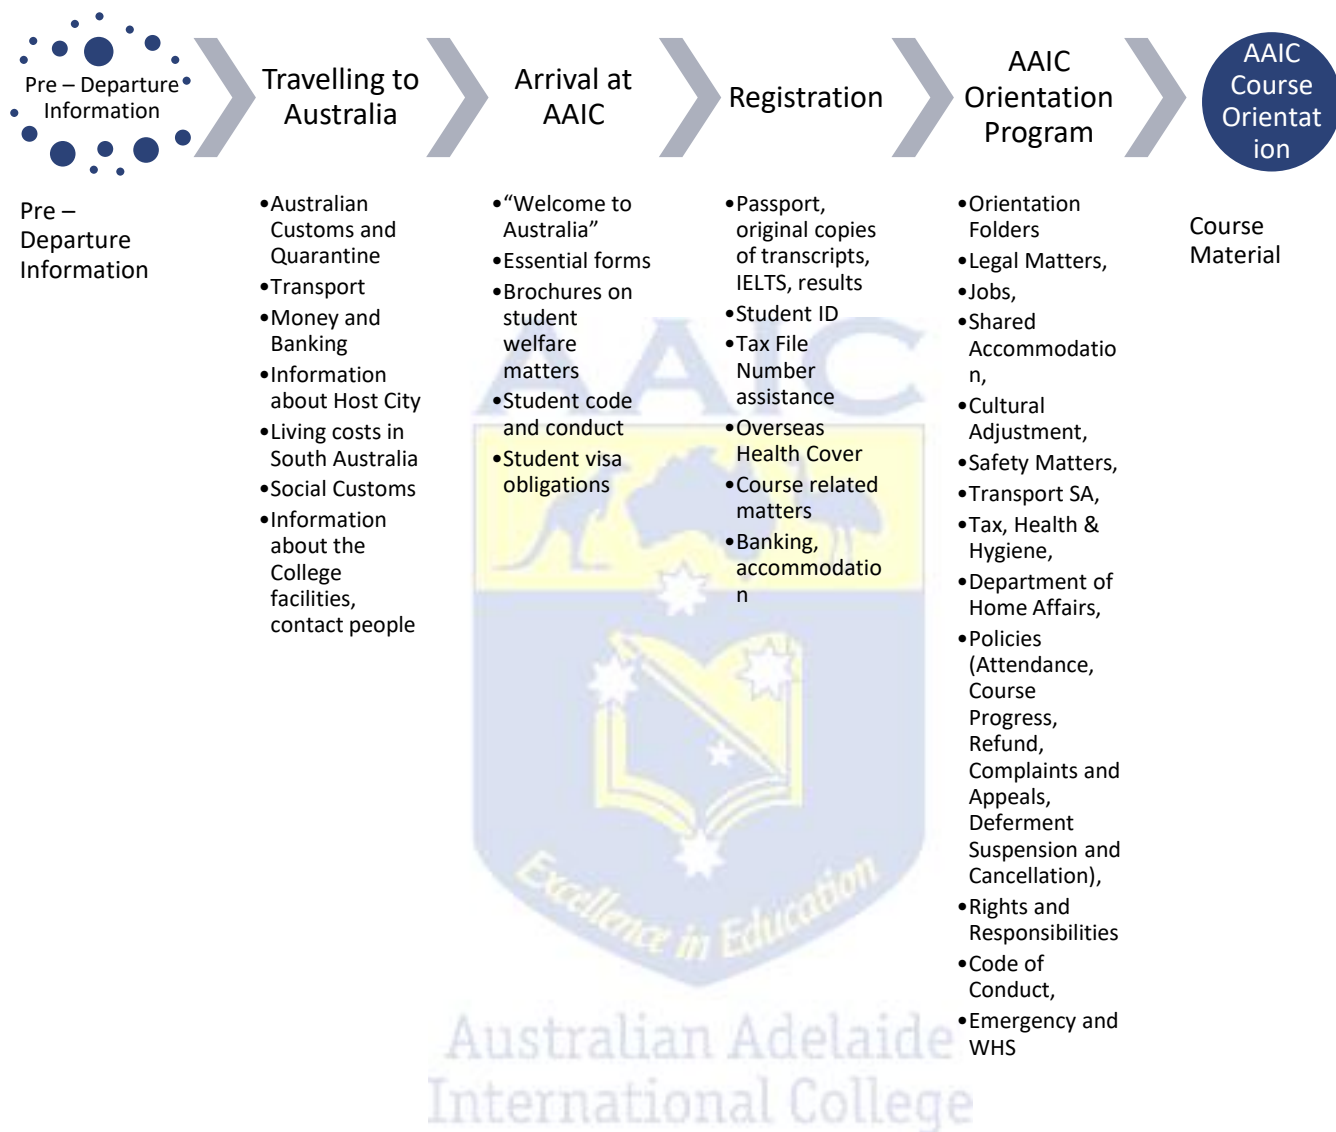 Pre – Departure
Information
Travelling to
Australia
Arrival at
AAIC
Registration
AAIC
Orientation
Program
AAIC
Course
Orientat
ion
Pre –
Departure
Information
•Australian
Customs and
Quarantine
•Transport
•Money and
Banking
•Information
about Host City
•Living costs in
South Australia
•Social Customs
•Information
about the
College
facilities,
contact people
•“Welcome to
Australia”
•Essential forms
•Brochures on
student
welfare
matters
•Student code
and conduct
•Student visa
obligations
•Passport,
original copies
of transcripts,
IELTS, results
•Student ID
•Tax File
Number
assistance
•Overseas
Health Cover
•Course related
matters
•Banking,
accommodatio
n
•Orientation
Folders
•Legal Matters,
•Jobs,
•Shared
Accommodatio
n,
•Cultural
Adjustment,
•Safety Matters,
•Transport SA,
•Tax, Health &
Hygiene,
•Department of
Home Affairs,
•Policies
(Attendance,
Course
Progress,
Refund,
Complaints and
Appeals,
Deferment
Suspension and
Cancellation),
•Rights and
Responsibilities
•Code of
Conduct,
•Emergency and
WHS
Course
Material
AAIC
Excellence in Education
Australian Adelaide
International College